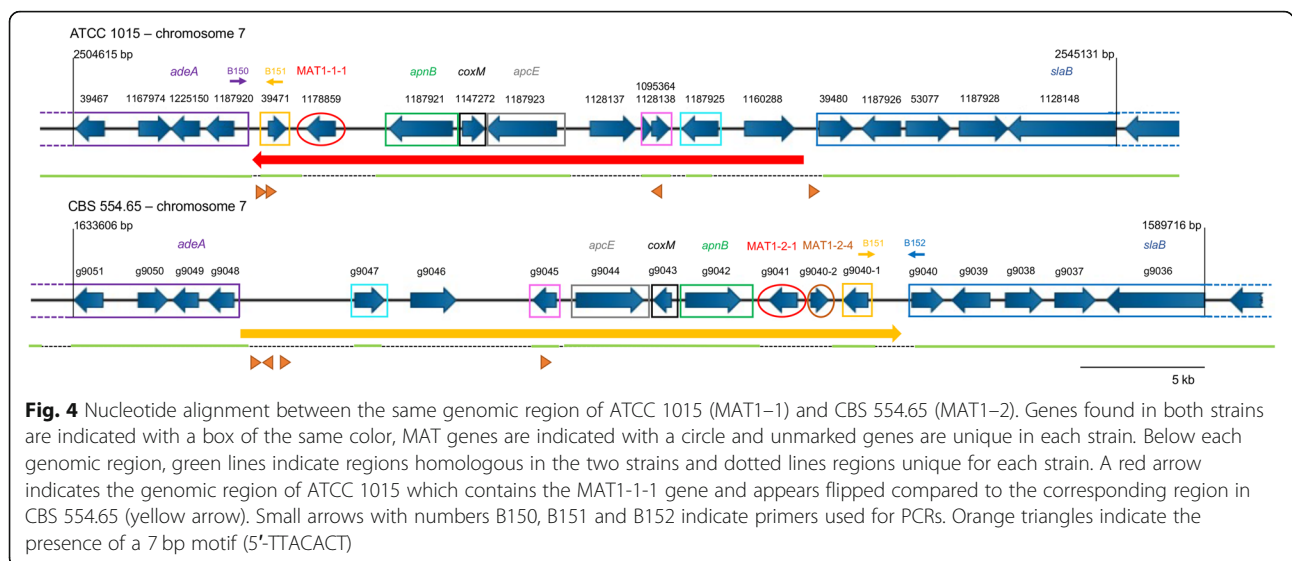 ATCC 1015 – chromosome 7
2504615 bp
2545131 bp
adeA B150 B151 MAT1-1-1 apnB coxM apcE slaB
1095364
39467 1167974 1225150 1187920 39471 1178859 1187921 1147272 1187923 1128137 1128138 1187925 1160288 39480 1187926 53077 1187928 1128148
CBS 554.65 – chromosome 7
1633606 bp
1589716 bp
adeA apcE coxM apnB MAT1-2-1 MAT1-2-4 B151 B152 slaB
g9051 g9050 g9049 g9048 g9047 g9046 g9045 g9044 g9043 g9042 g9041 g9040-2 g9040-1 g9040 g9039 g9038 g9037 g9036
5 kb
Fig. 4 Nucleotide alignment between the same genomic region of ATCC 1015 (MAT1–1) and CBS 554.65 (MAT1–2). Genes found in both strains
are indicated with a box of the same color, MAT genes are indicated with a circle and unmarked genes are unique in each strain. Below each
genomic region, green lines indicate regions homologous in the two strains and dotted lines regions unique for each strain. A red arrow
indicates the genomic region of ATCC 1015 which contains the MAT1-1-1 gene and appears flipped compared to the corresponding region in
CBS 554.65 (yellow arrow). Small arrows with numbers B150, B151 and B152 indicate primers used for PCRs. Orange triangles indicate the
presence of a 7 bp motif (5′-TTACACT)